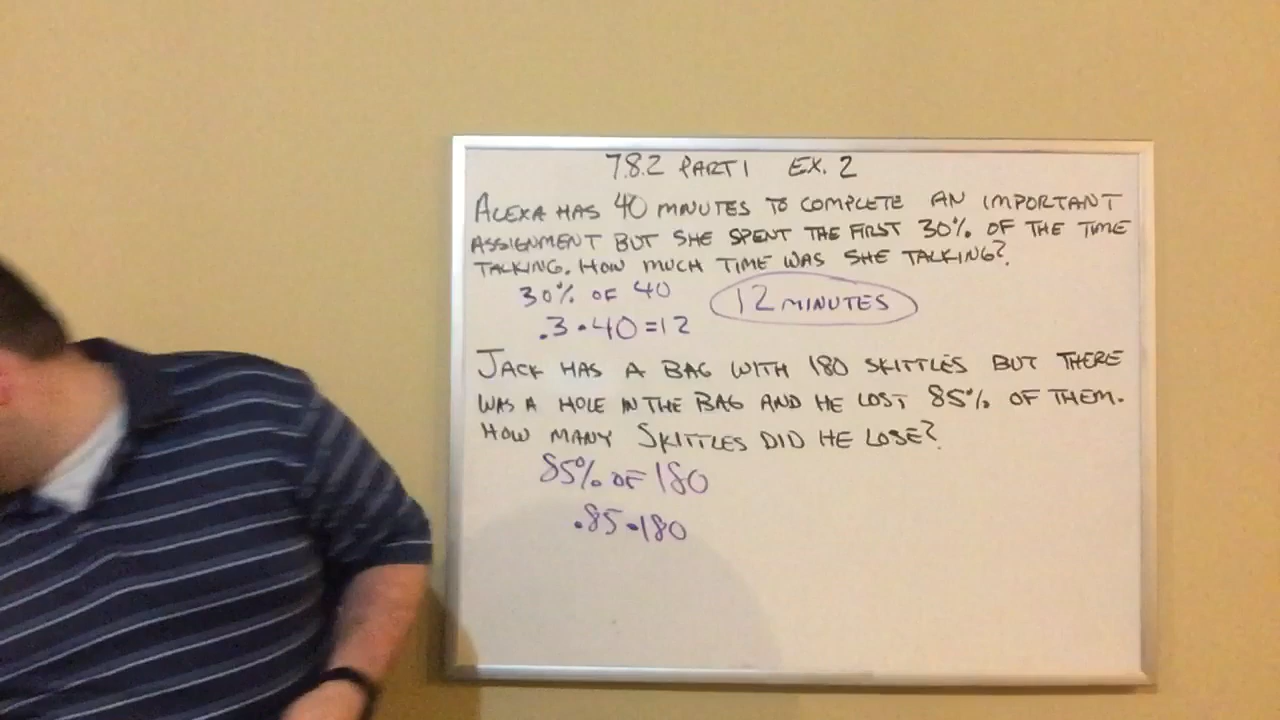 7.8.2 PART 1 EX. 2
ALEXA HAS 40 MINUTES TO COMPLETE AN IMPORTANT
ASSIGNMENT BUT SHE SPENT THE FIRST 30% OF THE TIME
TALKING. HOW MUCH TIME WAS SHE TALKING?
30% OF 40
12 MINUTES
.3 • 40 = 12
JACK HAS A BAG WITH 180 SKITTLES BUT THERE
WAS A HOLE IN THE BAG AND HE LOST 85% OF THEM.
HOW MANY SKITTLES DID HE LOSE?
85% OF 180
.85 • 180